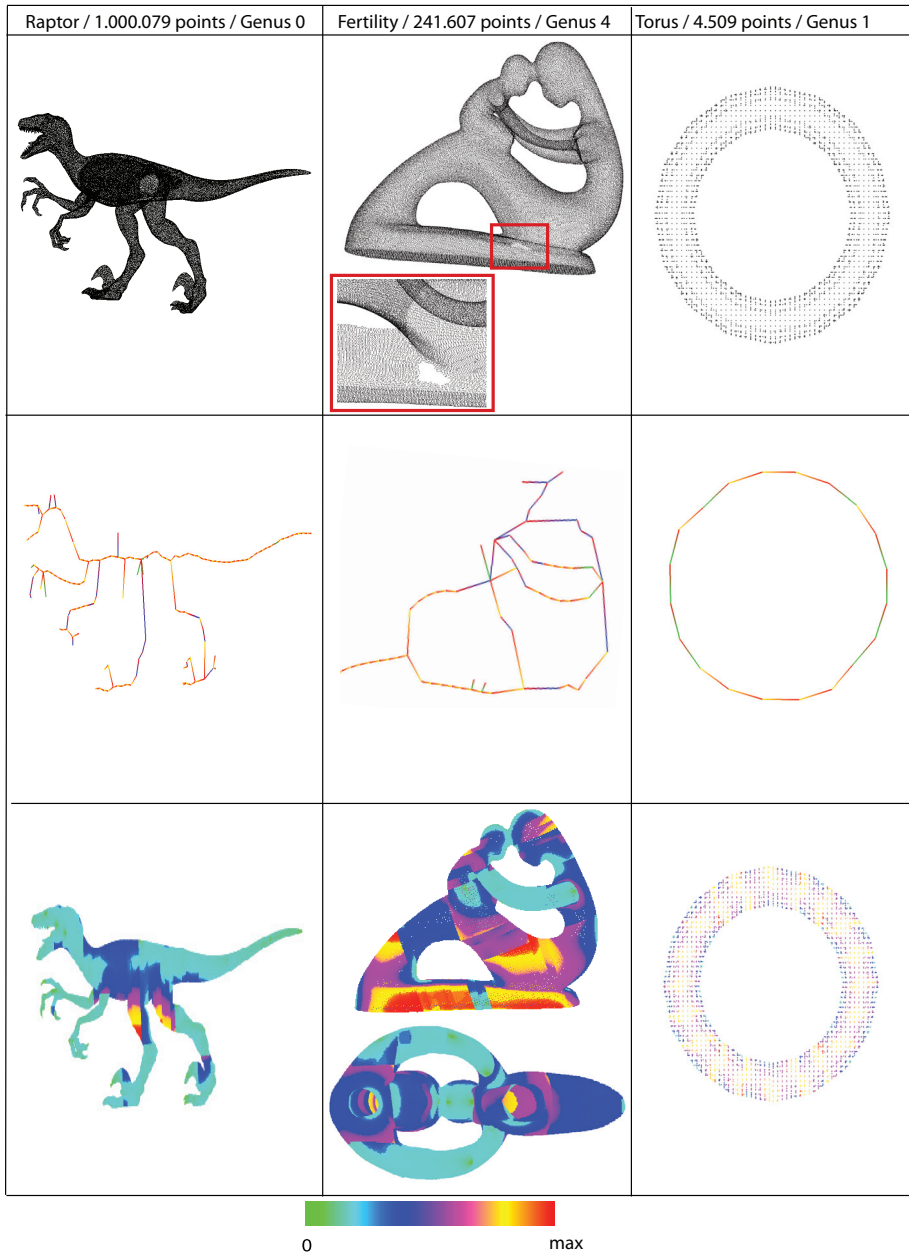 Raptor / 1.000.079 points / Genus 0
Fertility / 241.607 points / Genus 4
Torus / 4.509 points / Genus 1
0
max